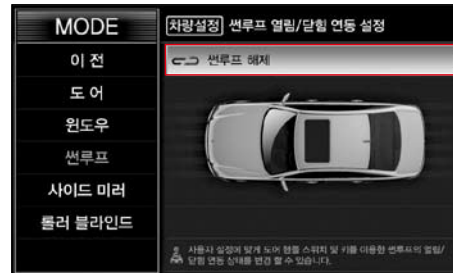 MODE
차량설정 썬루프 열림/닫힘 연동 설정
이 전
썬루프 해제
도 어
윈도우
썬루프
사이드 미러
롤러 블라인드
사용자 설정에 맞게 도어 핸들 스위치 및 키를 이용한 썬루프의 열림/
닫힘 연동 상태를 변경 할 수 있습니다.